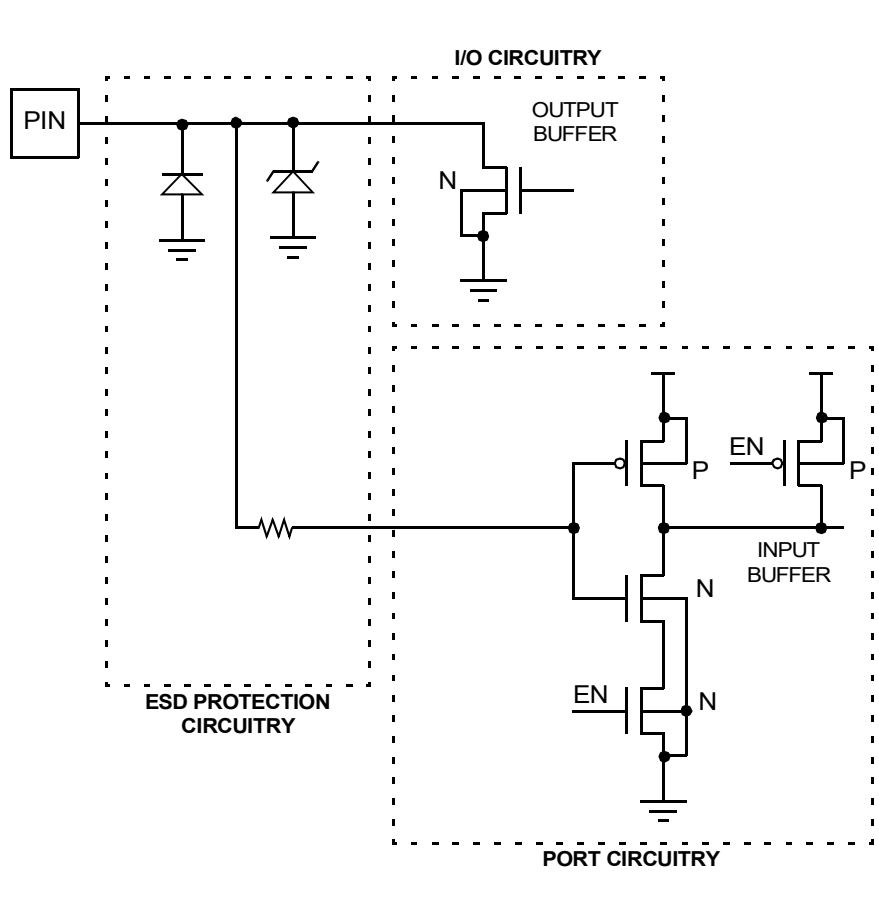 I/O CIRCUITRY
PIN
OUTPUT
BUFFER
N
EN
P
P
INPUT
BUFFER
N
EN
N
ESD PROTECTION
CIRCUITRY
PORT CIRCUITRY